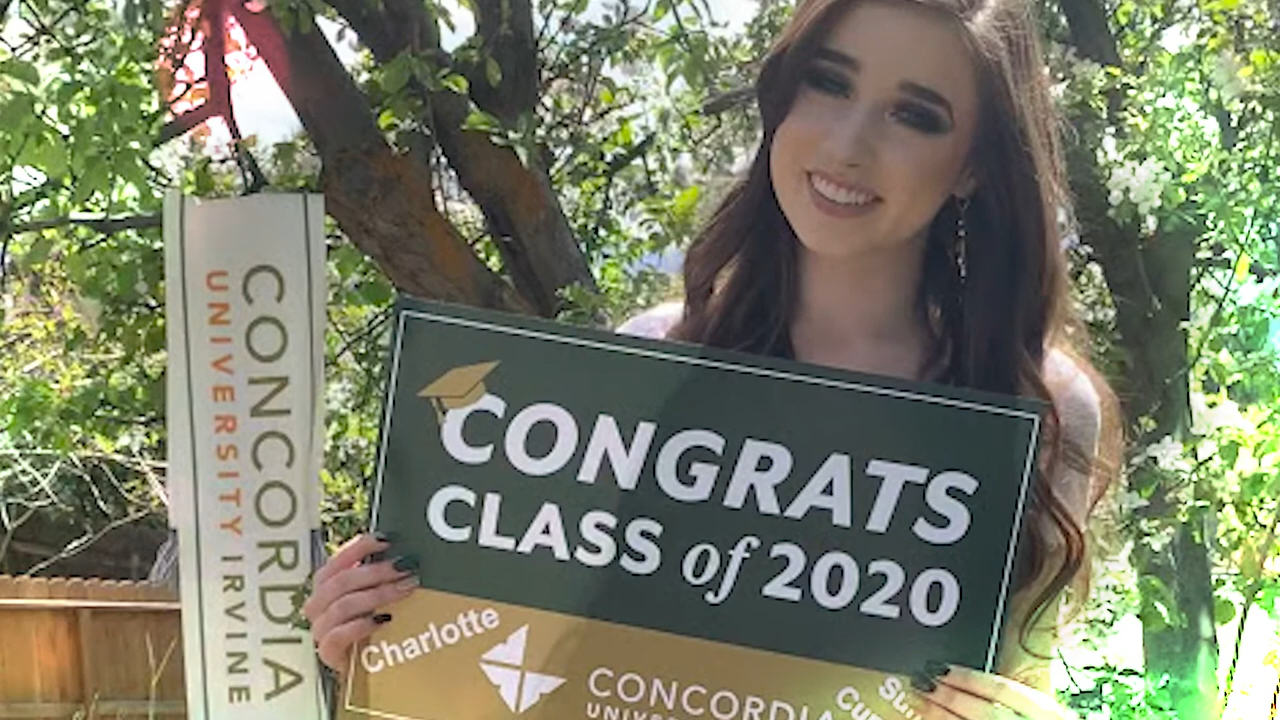 CONCORDIA
UNIVERSITY IRVINE
CONGRATS
CLASS of 2020
Charlotte
CONCORDIA